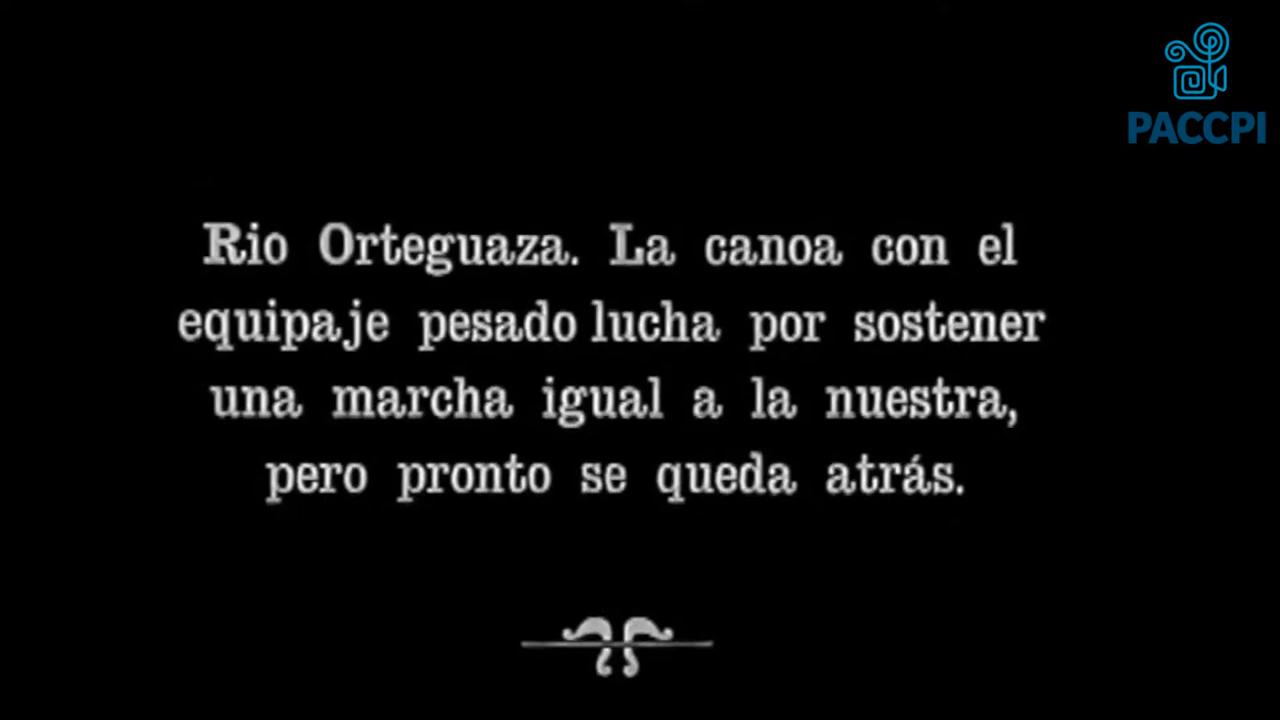 PACCPI
Rio Orteguaza. La canoa con el
equipaje pesado lucha por sostener
una marcha igual a la nuestra,
pero pronto se queda atrás.